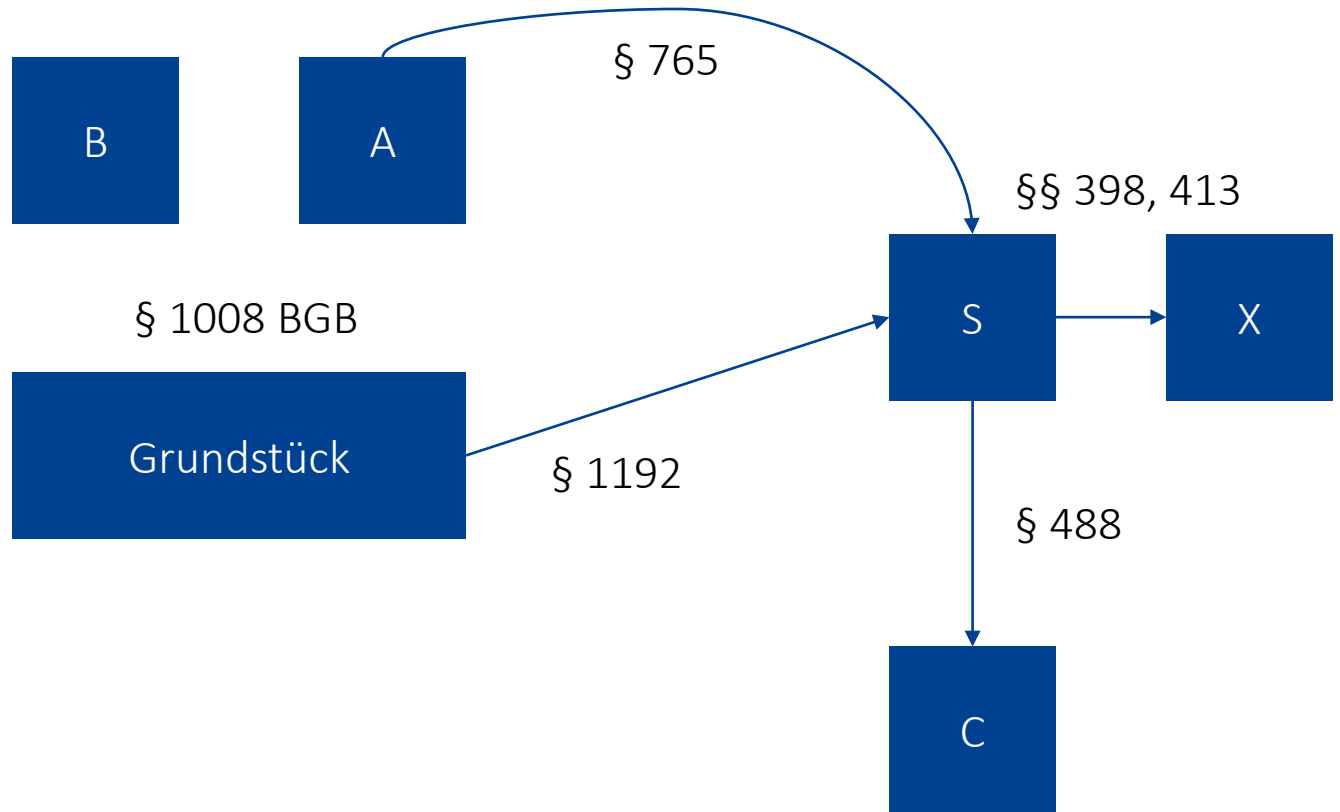 § 765
B
A
§§ 398, 413
§ 1008 BGB
S
X
Grundstück
§ 1192
§ 488
C